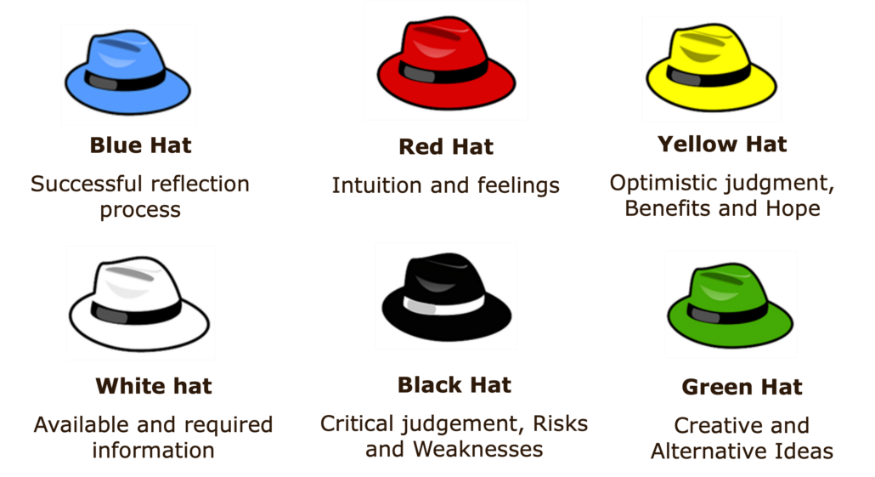 Blue Hat
Successful reflection
process
Red Hat
Intuition and feelings
Yellow Hat
Optimistic judgment,
Benefits and Hope
White hat
Available and required
information
Black Hat
Critical judgement, Risks
and Weaknesses
Green Hat
Creative and
Alternative Ideas